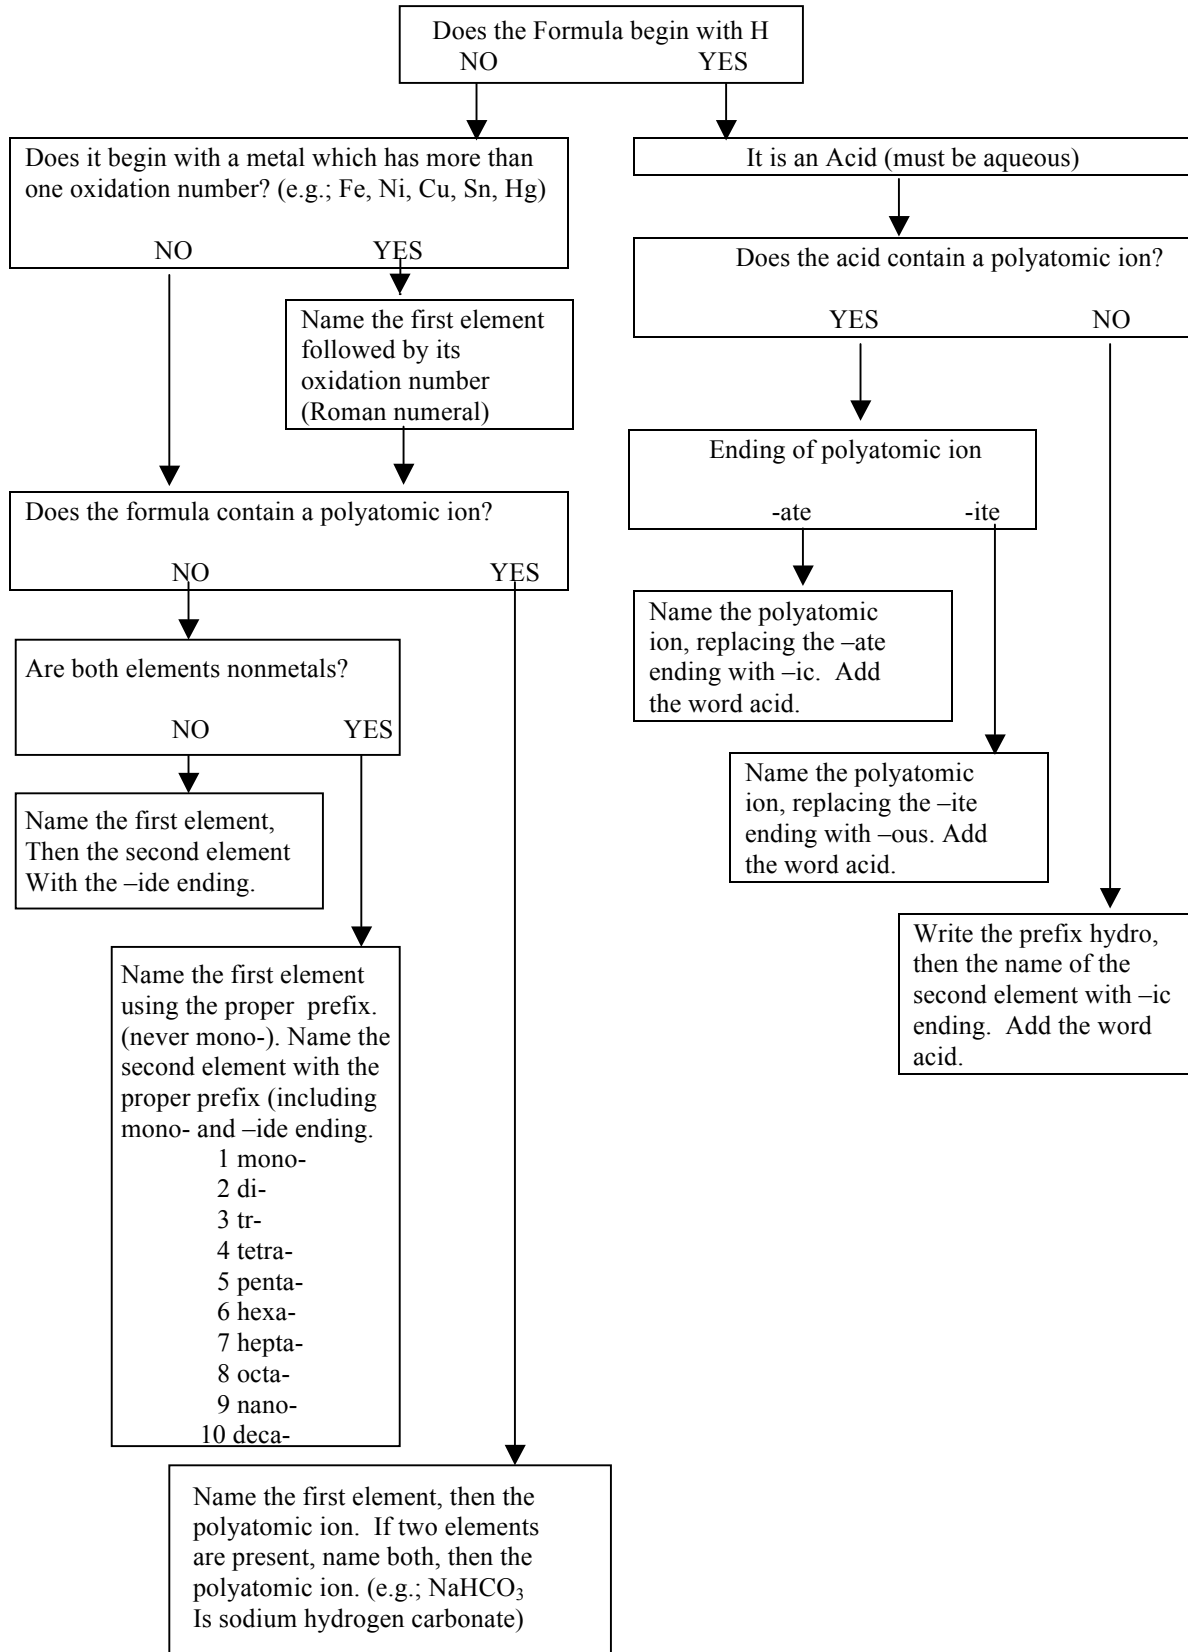 Does the Formula begin with H
NO YES
Does it begin with a metal which has more than
one oxidation number? (e.g.; Fe, Ni, Cu, Sn, Hg)
NO YES
Name the first element
followed by its
oxidation number
(Roman numeral)
Does the formula contain a polyatomic ion?
NO YES
Are both elements nonmetals?
NO YES
Name the first element,
Then the second element
With the –ide ending.
Name the first element
using the proper prefix.
(never mono-). Name the
second element with the
proper prefix (including
mono- and –ide ending.
1 mono-
2 di-
3 tr-
4 tetra-
5 penta-
6 hexa-
7 hepta-
8 octa-
9 nano-
10 deca-
Name the first element, then the
polyatomic ion. If two elements
are present, name both, then the
polyatomic ion. (e.g.; NaHCO₃
Is sodium hydrogen carbonate)
It is an Acid (must be aqueous)
Does the acid contain a polyatomic ion?
YES NO
Ending of polyatomic ion
-ate -ite
Name the polyatomic
ion, replacing the –ate
ending with –ic. Add
the word acid.
Name the polyatomic
ion, replacing the –ite
ending with –ous. Add
the word acid.
Write the prefix hydro,
then the name of the
second element with –ic
ending. Add the word
acid.